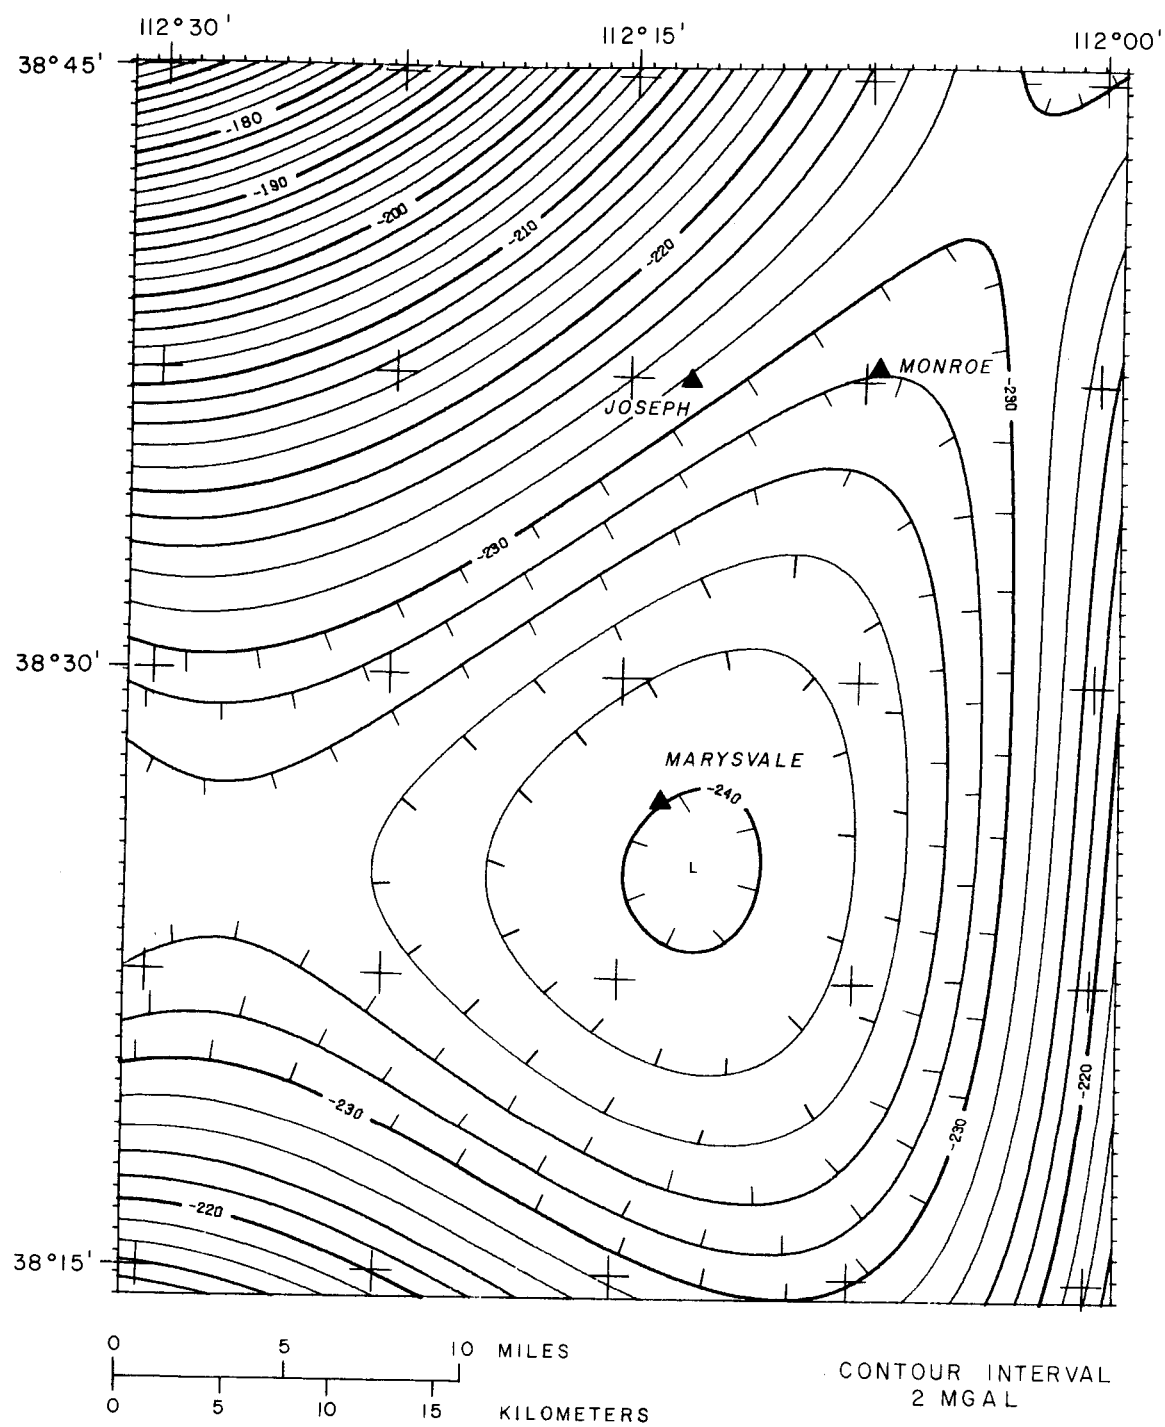 112°30'
112°15'
112°00'
38°45'
-180
-190
-200
-210
-220
MONROE
JOSEPH
-230
-230
38°30'
MARYSVALE
-240
L
-220
-230
-230
-220
38°15'
0 5 10 MILES
0 5 10 15 KILOMETERS
CONTOUR INTERVAL
2 MGAL